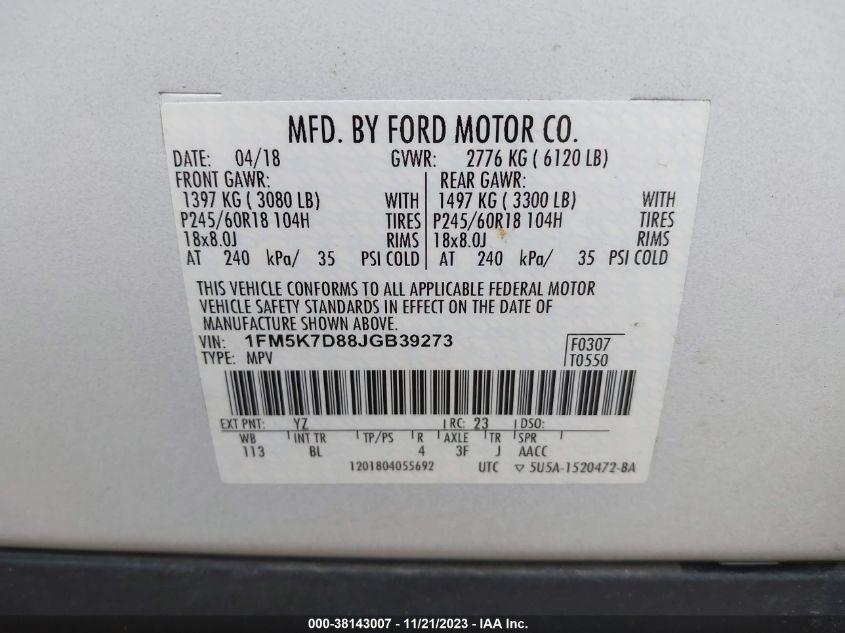 MFD. BY FORD MOTOR CO.
DATE: 04/18 GVWR: 2776 KG ( 6120 LB)
FRONT GAWR: REAR GAWR:
1397 KG ( 3080 LB) WITH 1497 KG ( 3300 LB) WITH
P245/60R18 104H TIRES P245/60R18 104H TIRES
18x8.0J RIMS 18x8.0J RIMS
AT 240 kPa/ 35 PSI COLD AT 240 kPa/ 35 PSI COLD
THIS VEHICLE CONFORMS TO ALL APPLICABLE FEDERAL MOTOR
VEHICLE SAFETY STANDARDS IN EFFECT ON THE DATE OF
MANUFACTURE SHOWN ABOVE.
VIN: 1FM5K7D88JGB39273 F0307
TYPE: MPV T0550
EXT PNT: YZ RC: 23 DSO:
WB INT TR TP/PS R AXLE TR SPR
113 BL 4 3F J AACC
1201804055692 UTC ▽ 5U5A-1520472-BA
000-38143007 - 11/21/2023 - IAA Inc.